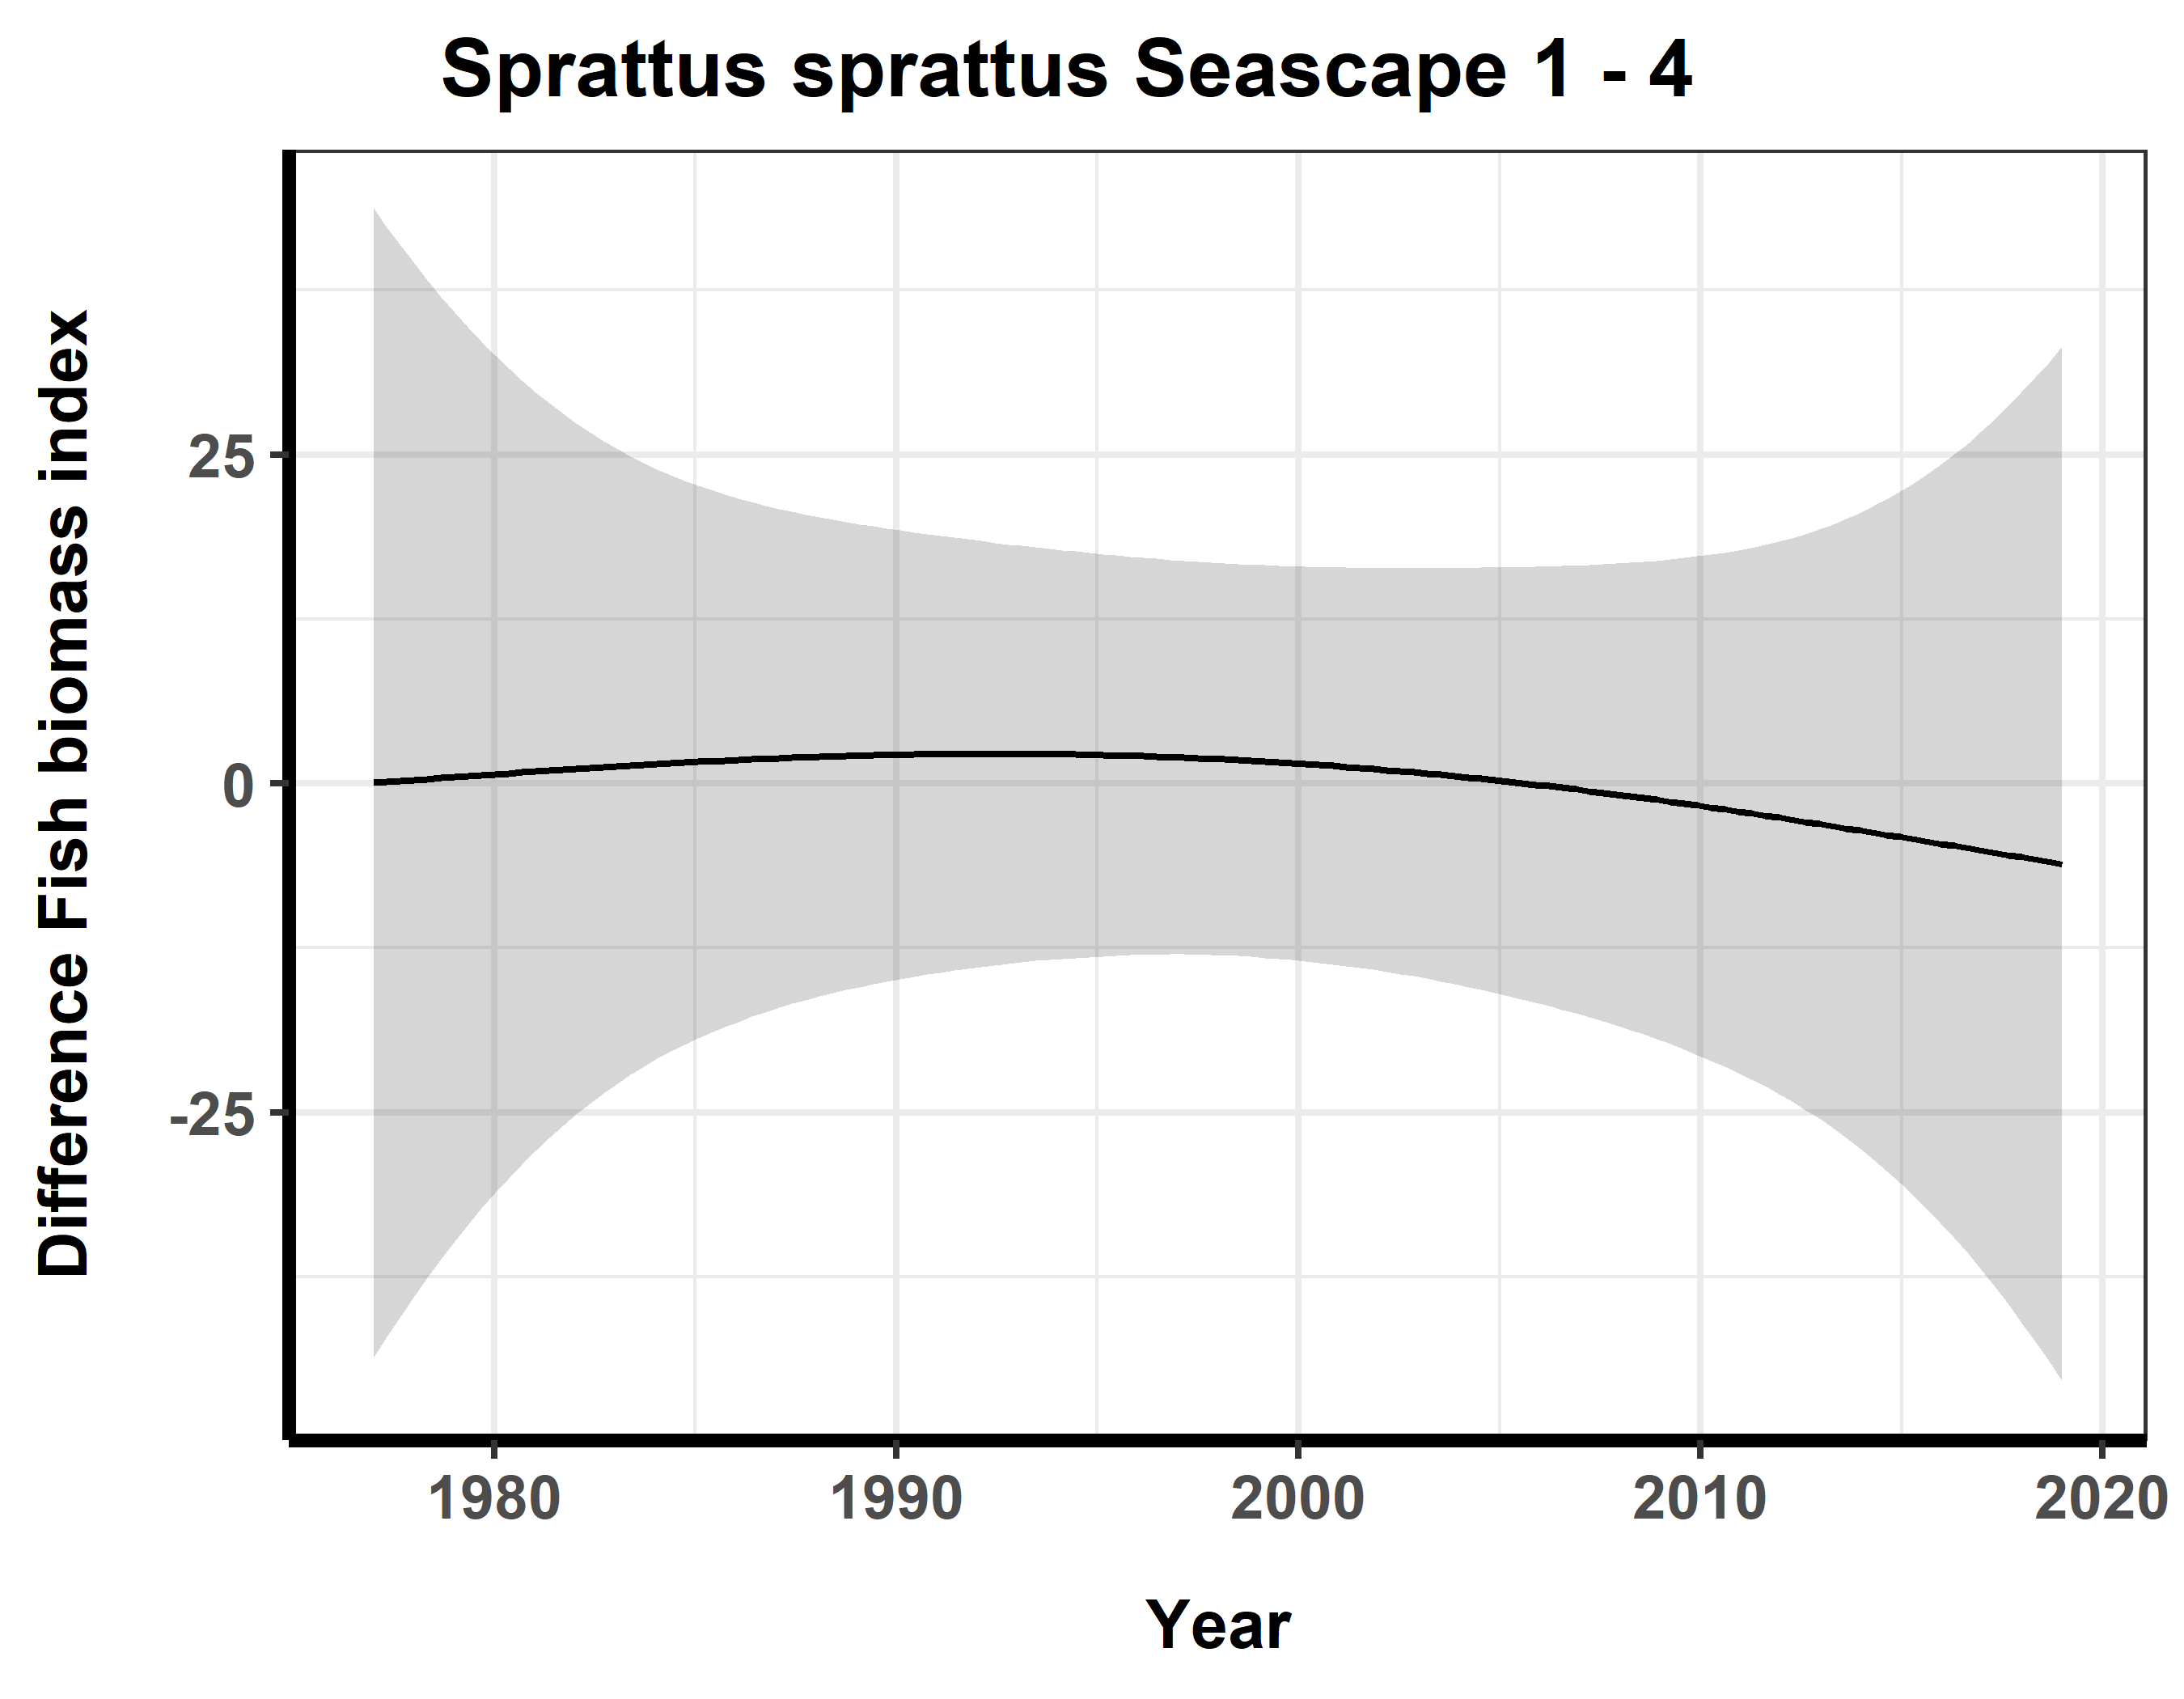 Sprattus sprattus Seascape 1 - 4
Difference Fish biomass index
25
0
-25
1980 1990 2000 2010 2020
Year